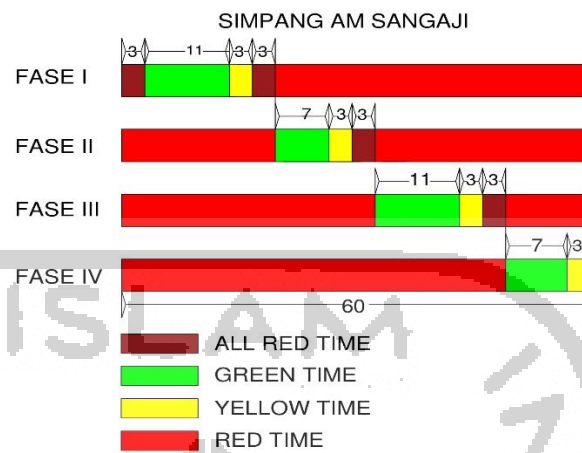 SIMPANG AM SANGAJI
3 11 3 3
FASE I
7 3 3
FASE II
11 3 3
FASE III
7 3
FASE IV
60
ISLAM
ALL RED TIME
GREEN TIME
YELLOW TIME
RED TIME